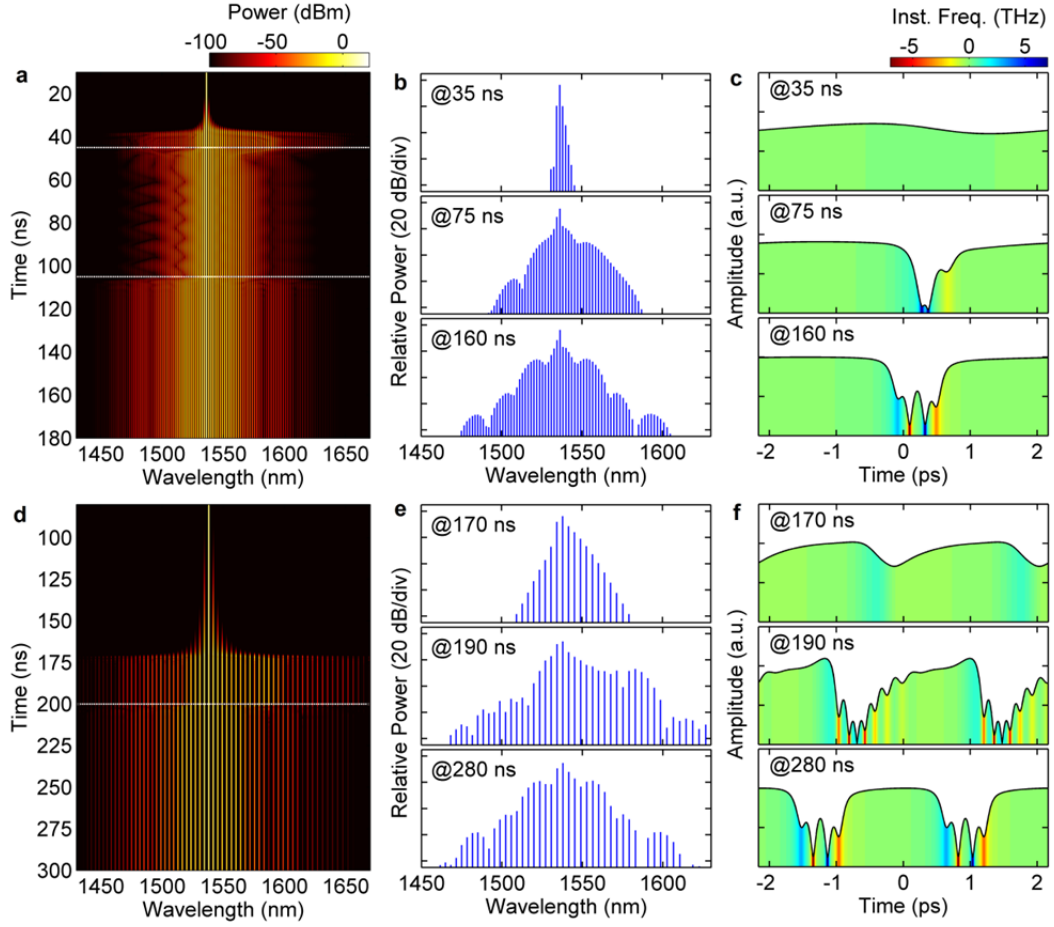 Power (dBm)
-100 -50 0
Inst. Freq. (THz)
-5 0 5
a
20
40
60
80
100
120
140
160
180
Time (ns)
1450 1500 1550 1600 1650
Wavelength (nm)
b
@35 ns
@75 ns
@160 ns
Relative Power (20 dB/div)
1450 1500 1550 1600
Wavelength (nm)
c
@35 ns
@75 ns
@160 ns
Amplitude (a.u.)
-2 -1 0 1 2
Time (ps)
d
100
125
150
175
200
225
250
275
300
Time (ns)
1450 1500 1550 1600 1650
Wavelength (nm)
e
@170 ns
@190 ns
@280 ns
Relative Power (20 dB/div)
1450 1500 1550 1600
Wavelength (nm)
f
@170 ns
@190 ns
@280 ns
Amplitude (a.u.)
-2 -1 0 1 2
Time (ps)